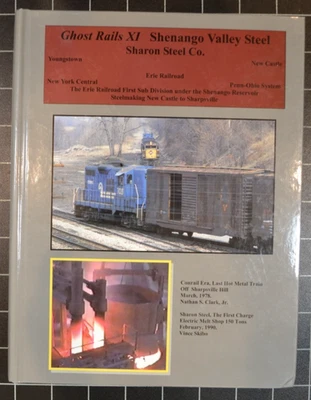 Ghost Rails XI Shenango Valley Steel
Sharon Steel Co.
Youngstown
New Castle
Erie Railroad
New York Central
Penn-Ohio System
The Erie Railroad First Sub Division under the Shenango Reservoir
Steelmaking New Castle to Sharpsville
Conrail Era, Last Hot Metal Train
Off Sharpsville Hill
March, 1978.
Nathan S. Clark, Jr.
Sharon Steel, The First Charge
Electric Melt Shop 150 Tons
February, 1990.
Vince Skibo